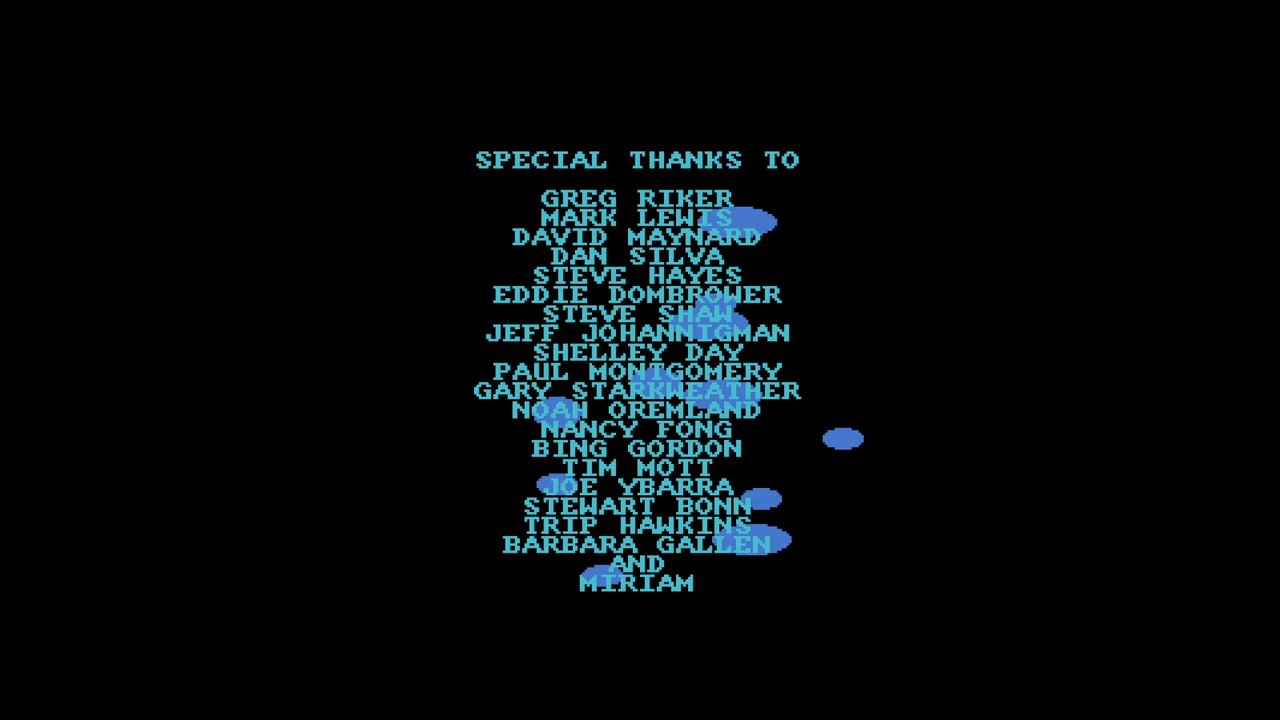 SPECIAL THANKS TO
GREG RIKER
MARK LEWIS
DAVID MAYNARD
DAN SILVA
STEVE HAYES
EDDIE DOMBROWER
STEVE SHAW
JEFF JOHANNIGMAN
SHELLEY DAY
PAUL MONTGOMERY
GARY STARKWEATHER
NOAH OREMLAND
NANCY FONG
BING GORDON
TIM MOTT
JOE YBARRA
STEWART BONN
TRIP HAWKINS
BARBARA GALLEN
AND
MIRIAM